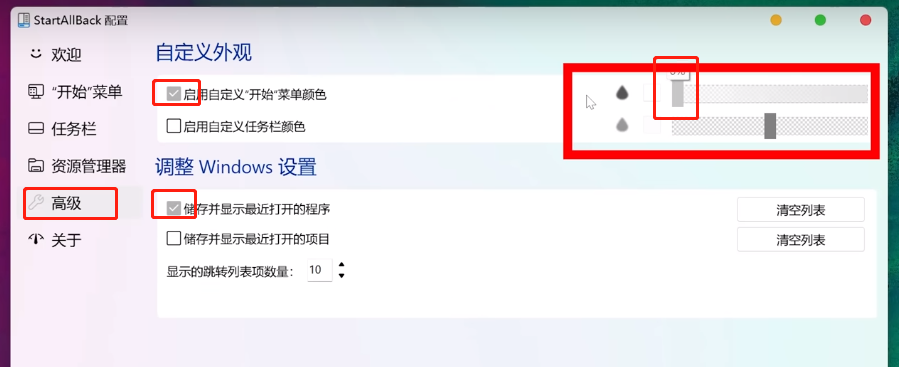 StartAllBack 配置
欢迎
“开始”菜单
任务栏
资源管理器
高级
关于
自定义外观
启用自定义“开始”菜单颜色
启用自定义任务栏颜色
调整 Windows 设置
储存并显示最近打开的程序
清空列表
储存并显示最近打开的项目
清空列表
显示的跳转列表项数量： 10